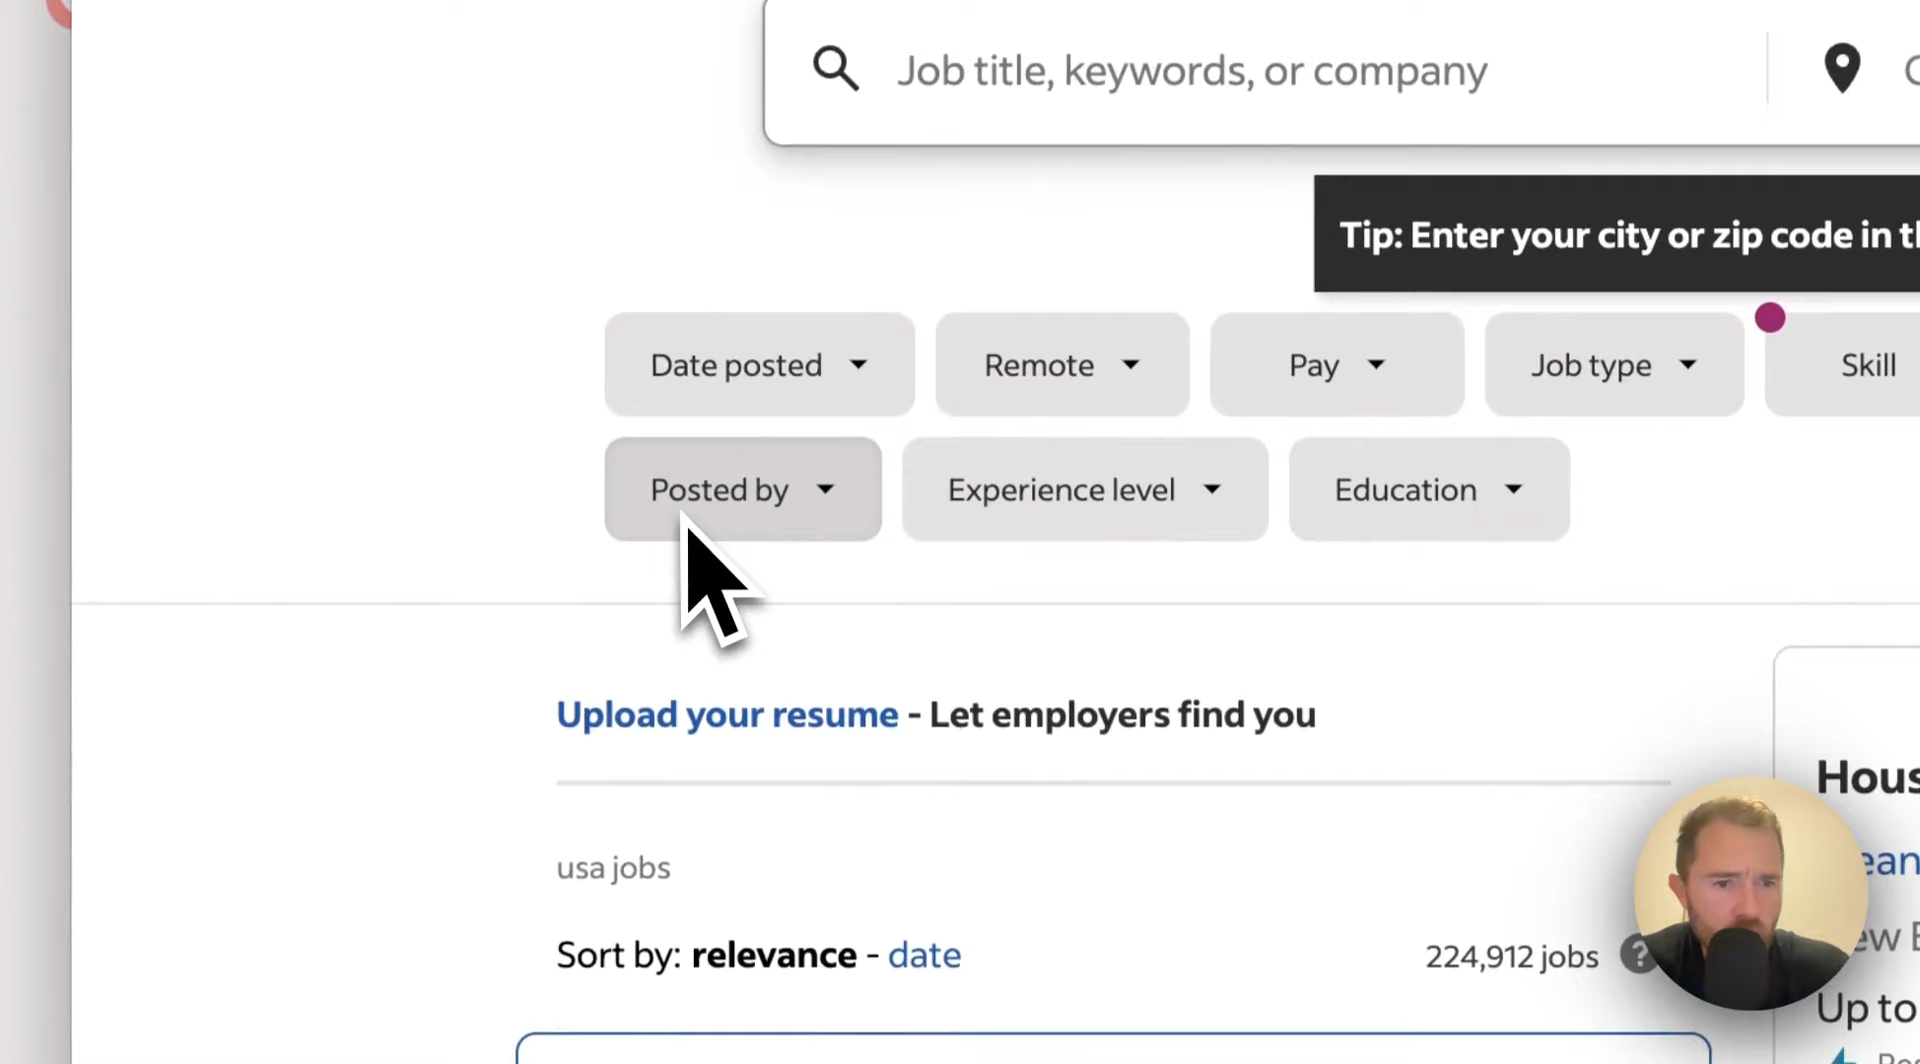 Job title, keywords, or company
Tip: Enter your city or zip code in
Date posted
Remote
Pay
Job type
Skill
Posted by
Experience level
Education
Upload your resume - Let employers find you
usa jobs
Sort by: relevance - date
224,912 jobs ?
Up to